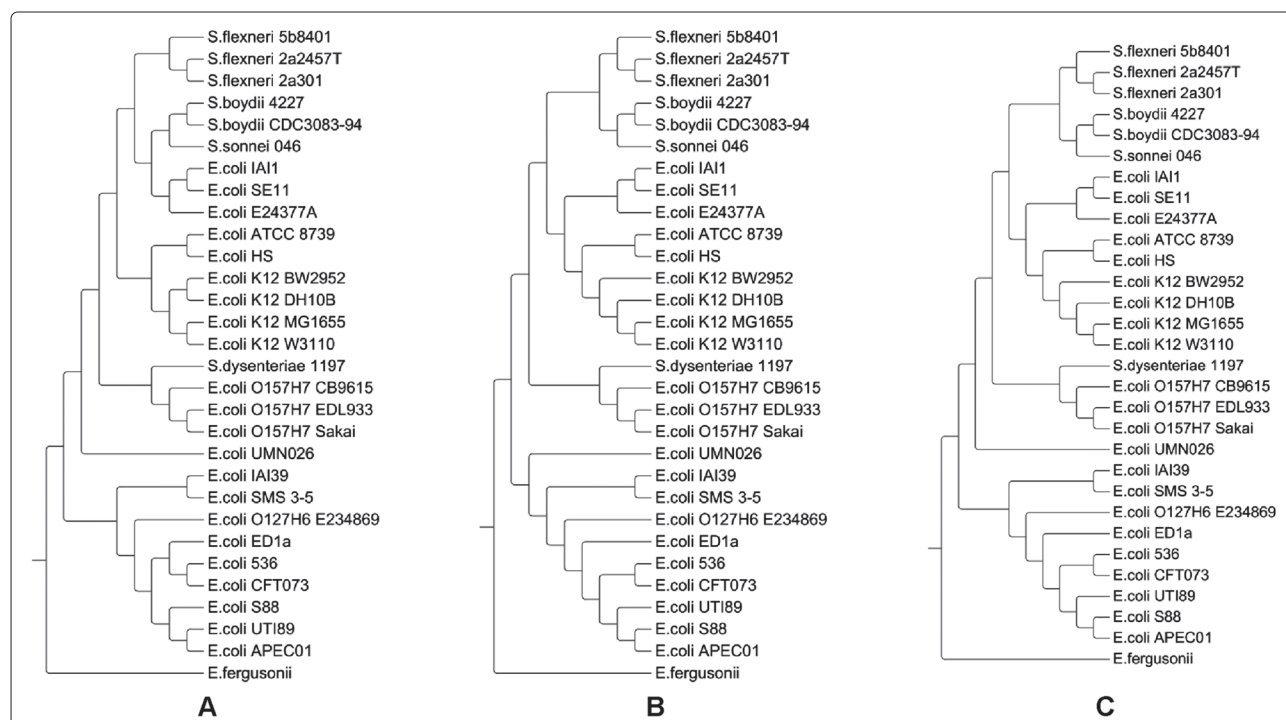 S.flexneri 5b8401
S.flexneri 2a2457T
S.flexneri 2a301
S.boydii 4227
S.boydii CDC3083-94
S.sonnei 046
E.coli IAI1
E.coli SE11
E.coli E24377A
E.coli ATCC 8739
E.coli HS
E.coli K12 BW2952
E.coli K12 DH10B
E.coli K12 MG1655
E.coli K12 W3110
S.dysenteriae 1197
E.coli O157H7 CB9615
E.coli O157H7 EDL933
E.coli O157H7 Sakai
E.coli UMN026
E.coli IAI39
E.coli SMS 3-5
E.coli O127H6 E234869
E.coli ED1a
E.coli 536
E.coli CFT073
E.coli S88
E.coli UTI89
E.coli APEC01
E.fergusonii
A
S.flexneri 5b8401
S.flexneri 2a2457T
S.flexneri 2a301
S.boydii 4227
S.boydii CDC3083-94
S.sonnei 046
E.coli IAI1
E.coli SE11
E.coli E24377A
E.coli ATCC 8739
E.coli HS
E.coli K12 BW2952
E.coli K12 DH10B
E.coli K12 MG1655
E.coli K12 W3110
S.dysenteriae 1197
E.coli O157H7 CB9615
E.coli O157H7 EDL933
E.coli O157H7 Sakai
E.coli UMN026
E.coli IAI39
E.coli SMS 3-5
E.coli O127H6 E234869
E.coli ED1a
E.coli 536
E.coli CFT073
E.coli UTI89
E.coli S88
E.coli APEC01
E.fergusonii
B
S.flexneri 5b8401
S.flexneri 2a2457T
S.flexneri 2a301
S.boydii 4227
S.boydii CDC3083-94
S.sonnei 046
E.coli IAI1
E.coli SE11
E.coli E24377A
E.coli ATCC 8739
E.coli HS
E.coli K12 BW2952
E.coli K12 DH10B
E.coli K12 MG1655
E.coli K12 W3110
S.dysenteriae 1197
E.coli O157H7 CB9615
E.coli O157H7 EDL933
E.coli O157H7 Sakai
E.coli UMN026
E.coli IAI39
E.coli SMS 3-5
E.coli O127H6 E234869
E.coli ED1a
E.coli 536
E.coli CFT073
E.coli UTI89
E.coli S88
E.coli APEC01
E.fergusonii
C